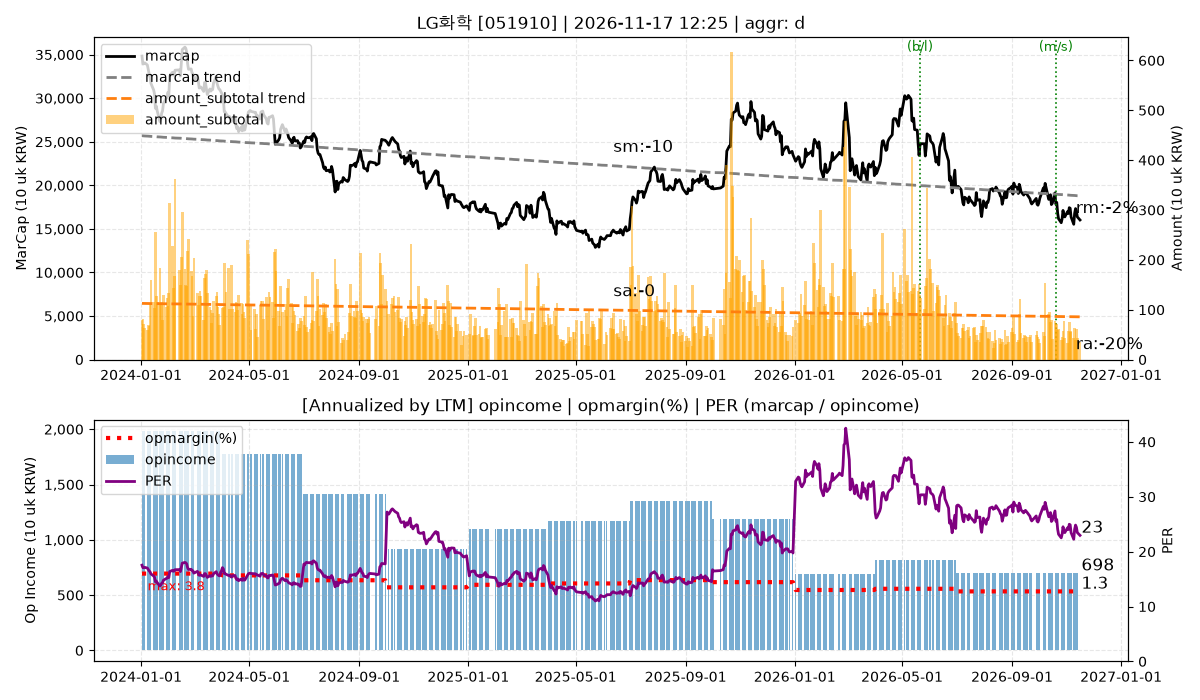 LG화학 [051910] | 2026-11-17 12:25 | aggr: d
(b/l)
(m/s)
35,000
30,000
25,000
20,000
15,000
10,000
5,000
0
MarCap (10 uk KRW)
marcap
marcap trend
amount_subtotal trend
amount_subtotal
sm:-10
sa:-0
rm:-2%
ra:-20%
600
500
400
300
200
100
0
Amount (10 uk KRW)
2024-01-01
2024-05-01
2024-09-01
2025-01-01
2025-05-01
2025-09-01
2026-01-01
2026-05-01
2026-09-01
2027-01-01
[Annualized by LTM] opincome | opmargin(%) | PER (marcap / opincome)
2,000
1,500
1,000
500
0
Op Income (10 uk KRW)
opmargin(%)
opincome
PER
max: 3.8
23
698
1.3
40
30
20
10
0
PER
2024-01-01
2024-05-01
2024-09-01
2025-01-01
2025-05-01
2025-09-01
2026-01-01
2026-05-01
2026-09-01
2027-01-01